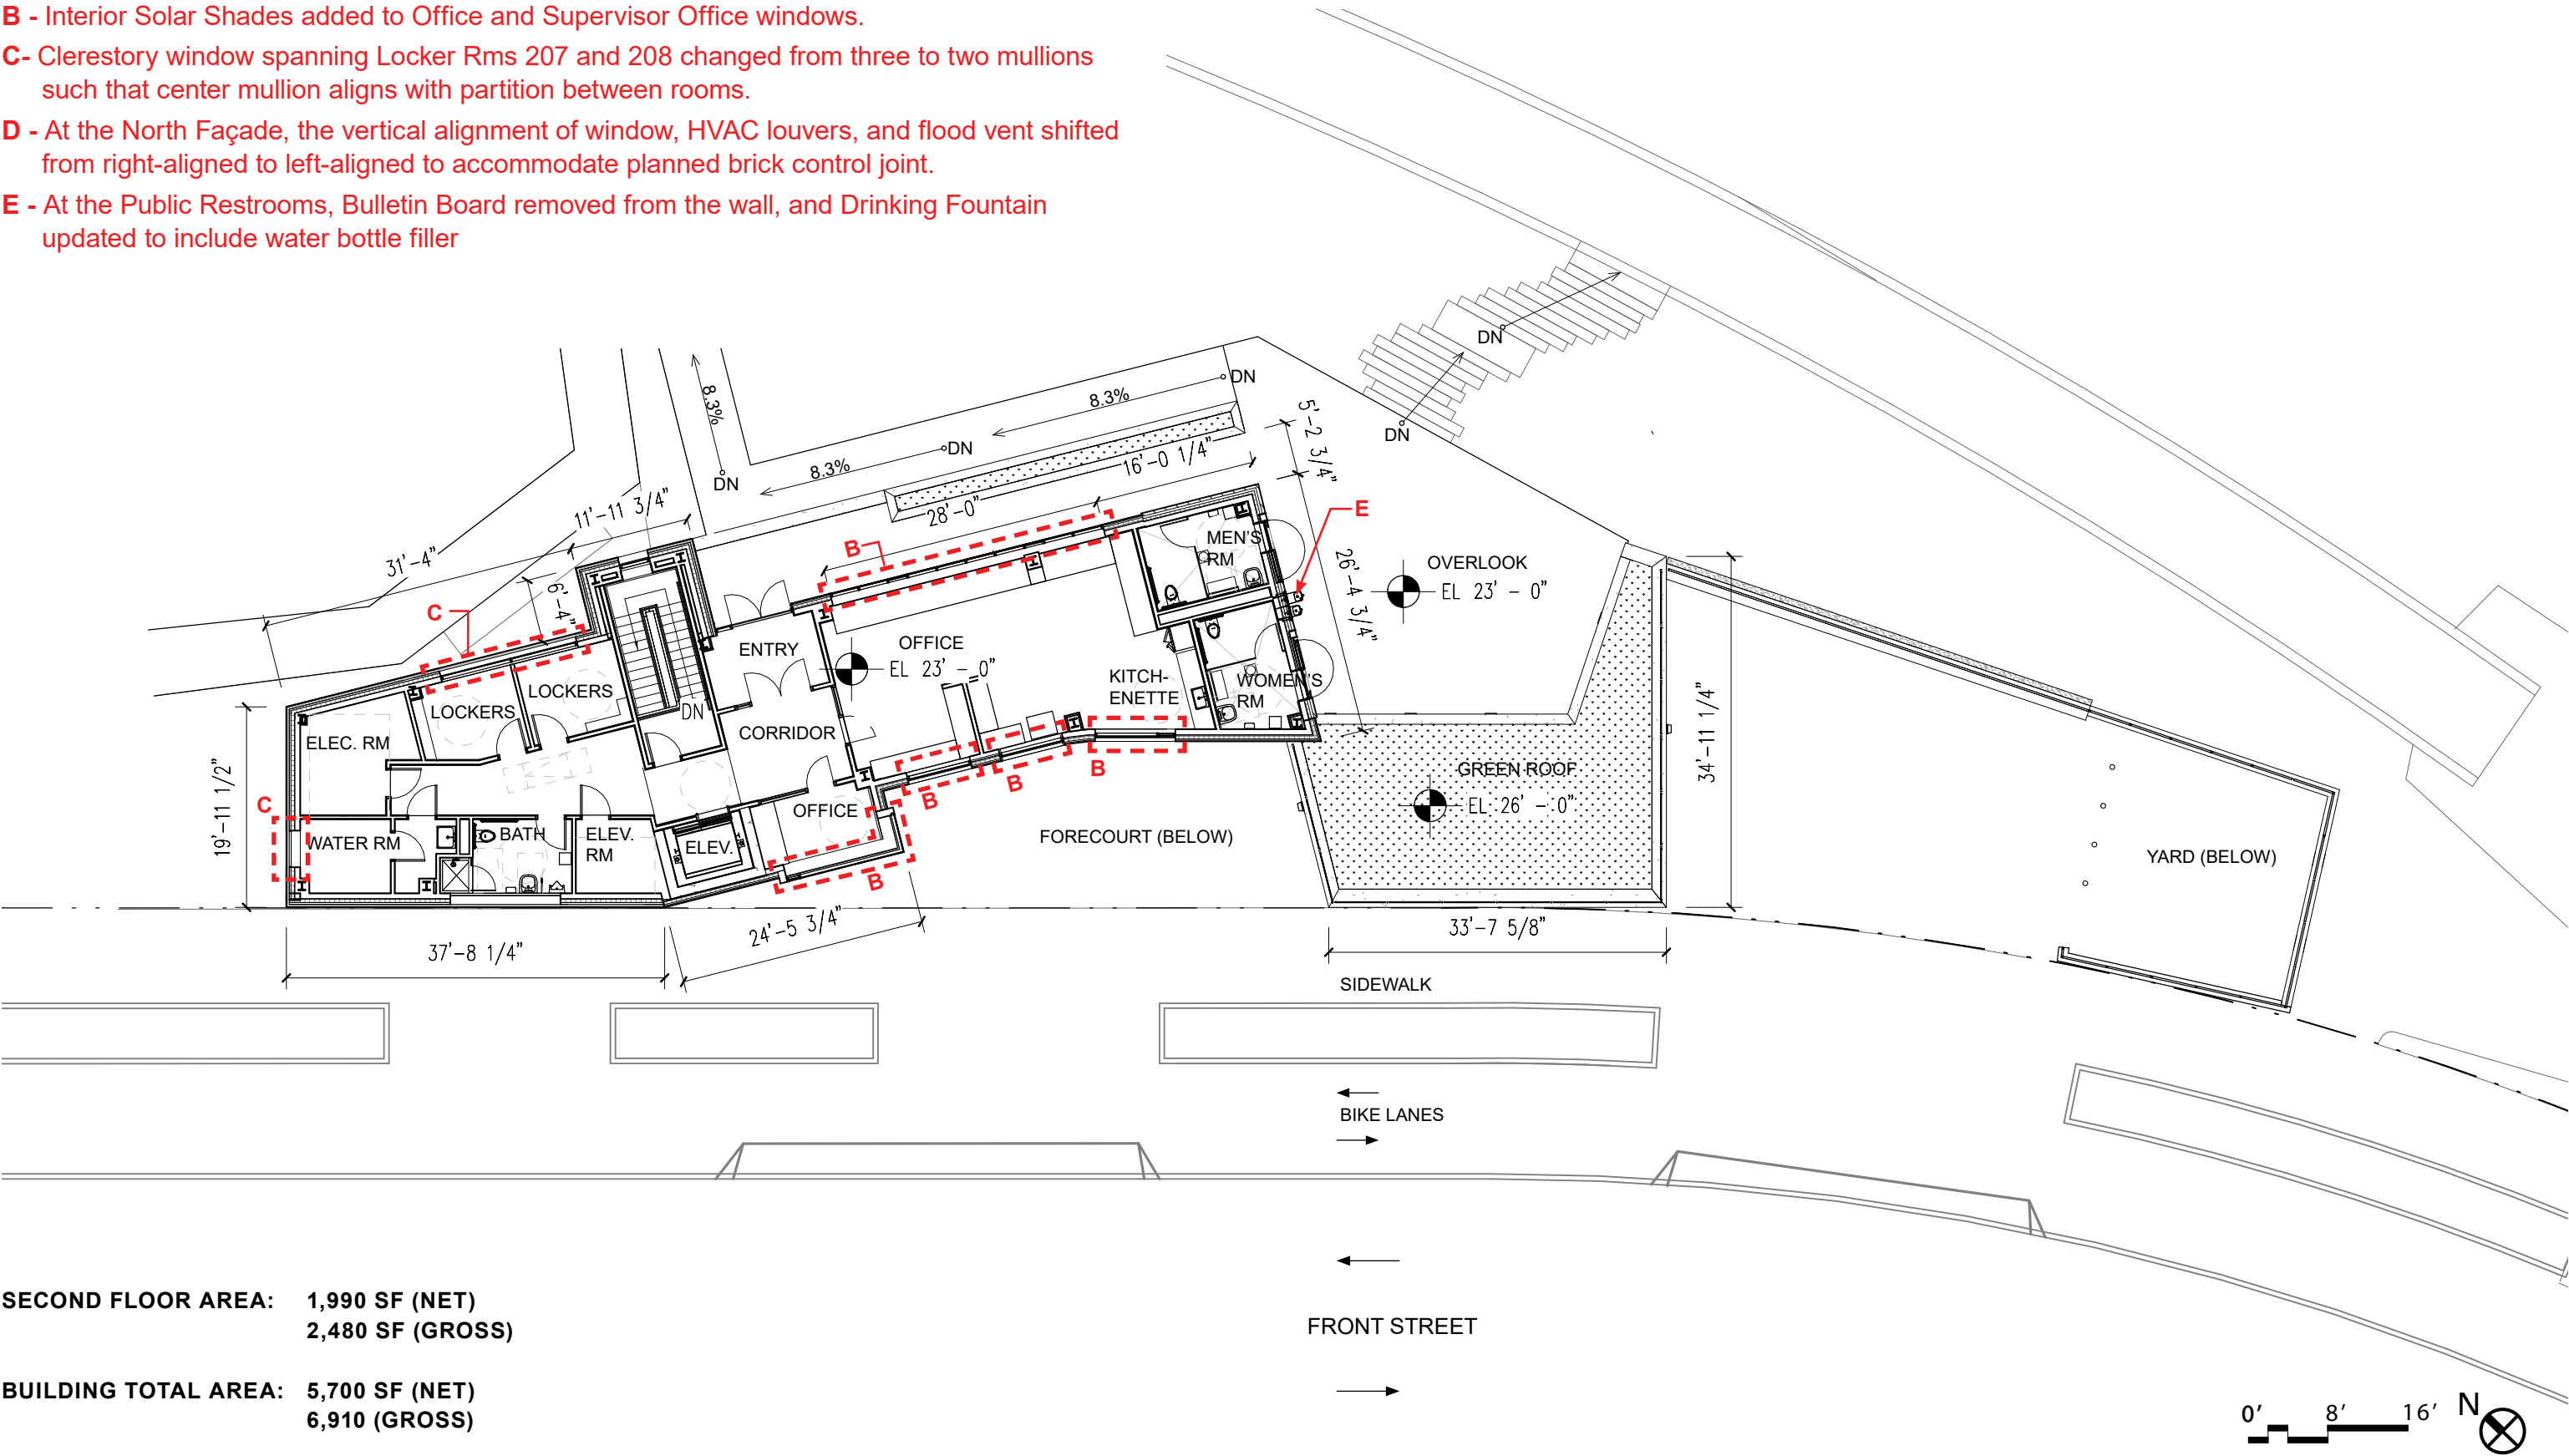 B - Interior Solar Shades added to Office and Supervisor Office windows.
C- Clerestory window spanning Locker Rms 207 and 208 changed from three to two mullions
such that center mullion aligns with partition between rooms.
D - At the North Façade, the vertical alignment of window, HVAC louvers, and flood vent shifted
from right-aligned to left-aligned to accommodate planned brick control joint.
E - At the Public Restrooms, Bulletin Board removed from the wall, and Drinking Fountain
updated to include water bottle filler
DN
DN
DN
8.3%
8.3%
DN
8.3%
DN
5'-2 3/4"
16'-0 1/4"
28'-0"
11'-11 3/4"
31'-4"
6'-4"
26'-4 3/4"
B
E
C
MEN'S
RM
OVERLOOK
EL 23' - 0"
ENTRY
OFFICE
EL 23' - 0"
KITCH-
ENETTE
WOMEN'S
RM
LOCKERS
LOCKERS
DN
CORRIDOR
ELEC. RM
19'-11 1/2"
34'-11 1/4"
C
B
B
B
GREEN ROOF
EL 26' - 0"
OFFICE
FORECOURT (BELOW)
WATER RM
BATH
ELEV.
RM
ELEV.
B
YARD (BELOW)
37'-8 1/4"
24'-5 3/4"
33'-7 5/8"
SIDEWALK
BIKE LANES
FRONT STREET
SECOND FLOOR AREA: 1,990 SF (NET)
2,480 SF (GROSS)
BUILDING TOTAL AREA: 5,700 SF (NET)
6,910 (GROSS)
0' 8' 16' N